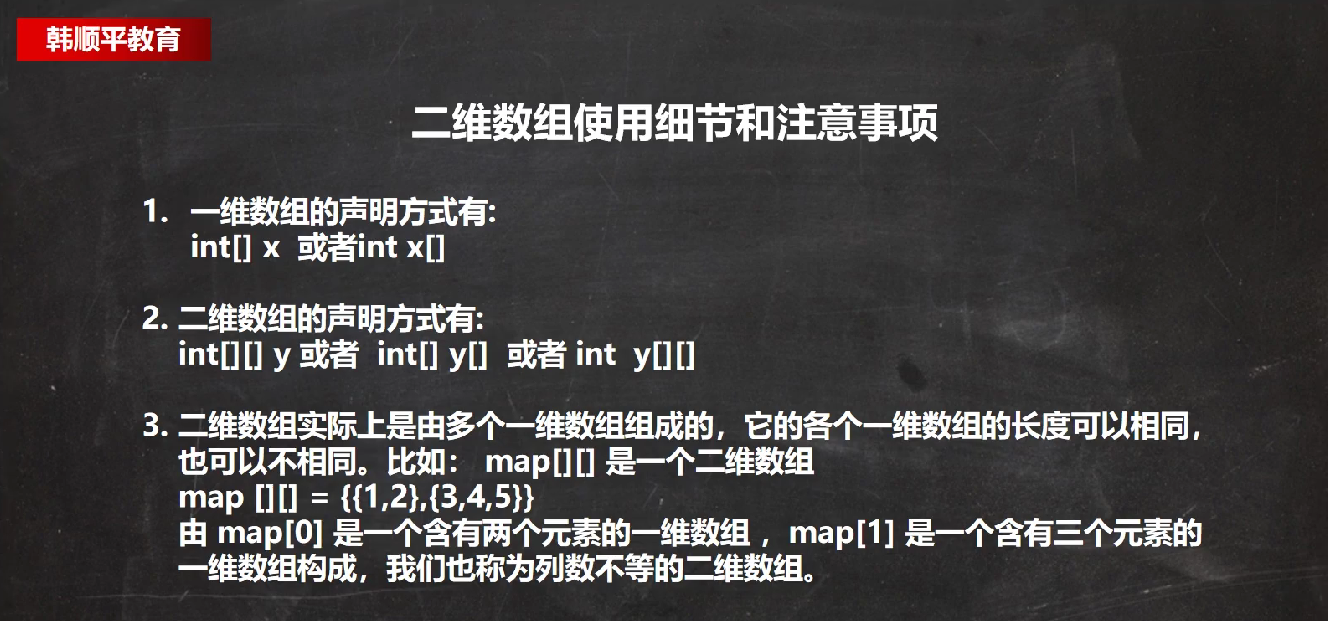 韩顺平教育
二维数组使用细节和注意事项
1. 一维数组的声明方式有:
int[] x 或者int x[]
2. 二维数组的声明方式有:
int[][] y 或者 int[] y[] 或者 int y[][]
3. 二维数组实际上是由多个一维数组组成的，它的各个一维数组的长度可以相同，
也可以不相同。比如： map[][] 是一个二维数组
map [][] = {{1,2},{3,4,5}}
由 map[0] 是一个含有两个元素的一维数组 ，map[1] 是一个含有三个元素的
一维数组构成，我们也称为列数不等的二维数组。